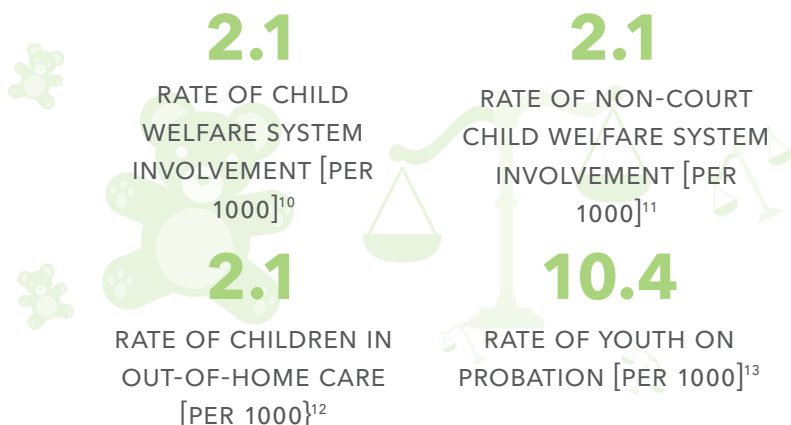 2.1
RATE OF CHILD
WELFARE SYSTEM
INVOLVEMENT [PER
1000]10
2.1
RATE OF NON-COURT
CHILD WELFARE SYSTEM
INVOLVEMENT [PER
1000]11
2.1
RATE OF CHILDREN IN
OUT-OF-HOME CARE
[PER 1000}12
10.4
RATE OF YOUTH ON
PROBATION [PER 1000]13